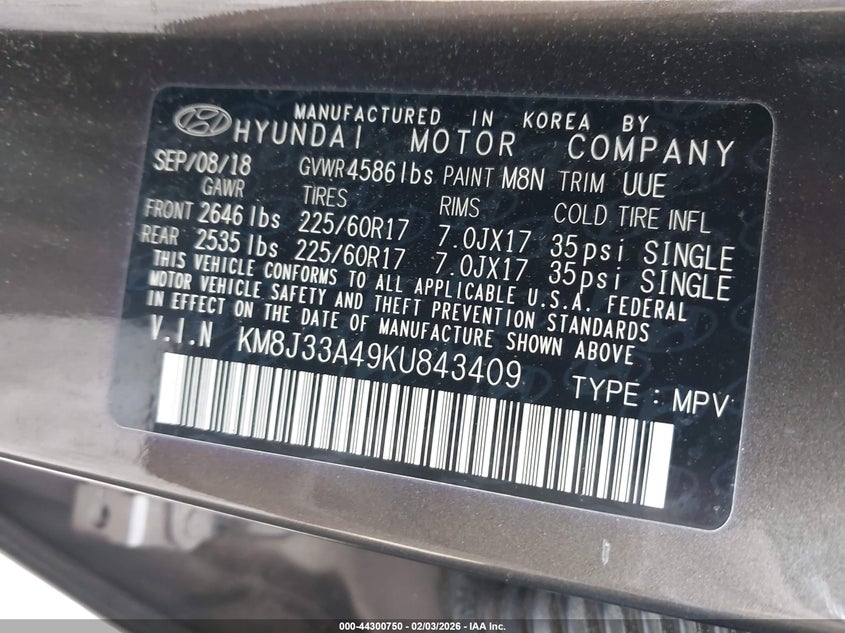 MANUFACTURED IN KOREA BY
HYUNDAI MOTOR COMPANY
SEP/08/18 GVWR 4586 lbs PAINT M8N TRIM UUE
GAWR TIRES RIMS COLD TIRE INFL
FRONT 2646 lbs 225/60R17 7.0JX17 35psi SINGLE
REAR 2535 lbs 225/60R17 7.0JX17 35psi SINGLE
THIS VEHICLE CONFORMS TO ALL APPLICABLE U.S.A. FEDERAL
MOTOR VEHICLE SAFETY AND THEFT PREVENTION STANDARDS
IN EFFECT ON THE DATE OF MANUFACTURE SHOWN ABOVE
V.I.N KM8J33A49KU843409
TYPE : MPV
000-44300750 - 02/03/2026 - IAA Inc.